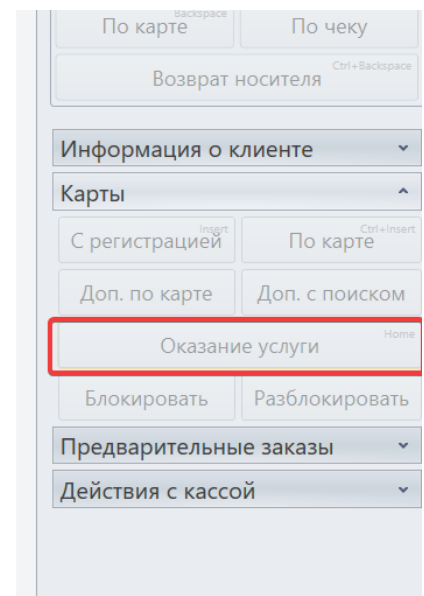 Backspace
По карте
По чеку
Ctrl+Backspace
Возврат носителя
Информация о клиенте
Карты
Insert
С регистрацией
Ctrl+Insert
По карте
Доп. по карте
Доп. с поиском
Home
Оказание услуги
Блокировать
Разблокировать
Предварительные заказы
Действия с кассой